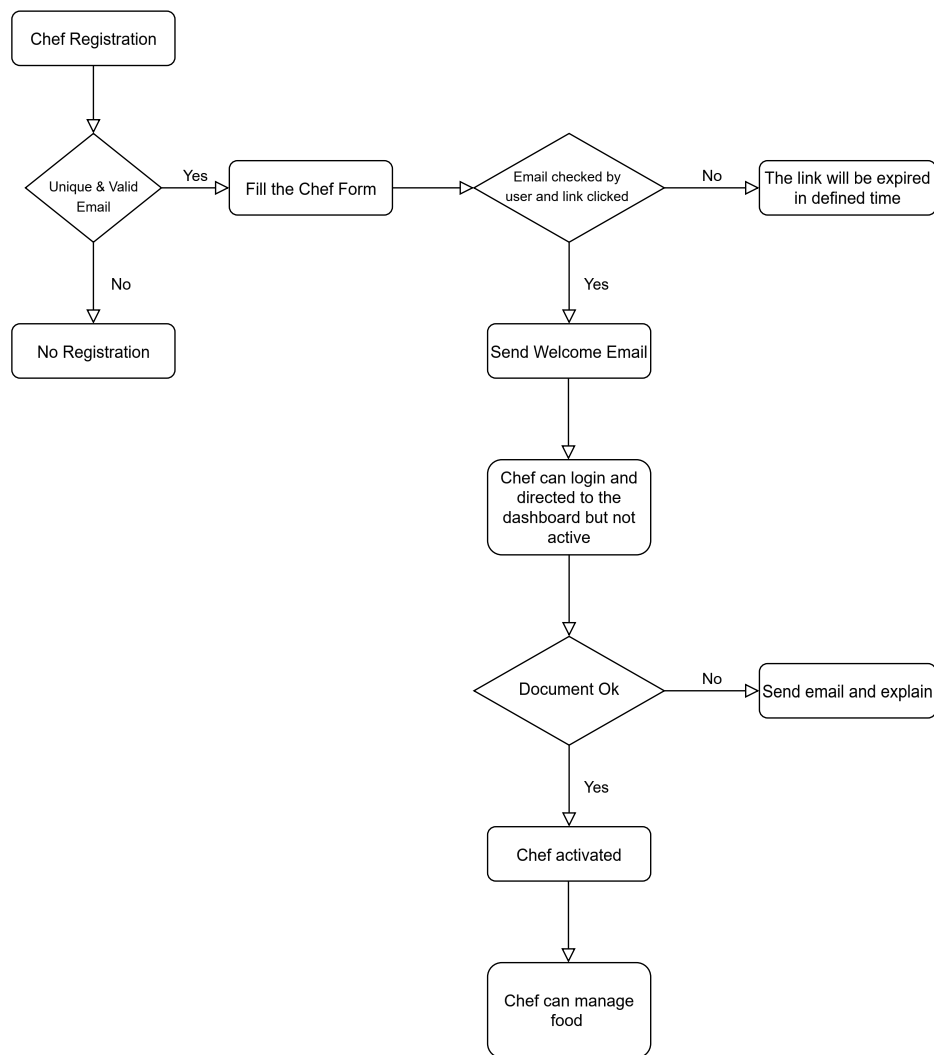 Chef Registration
Unique & Valid
Email
Yes
Fill the Chef Form
Email checked by
user and link clicked
No
The link will be expired
in defined time
No
Yes
No Registration
Send Welcome Email
Chef can login and
directed to the
dashboard but not
active
Document Ok
No
Send email and explain
Yes
Chef activated
Chef can manage
food